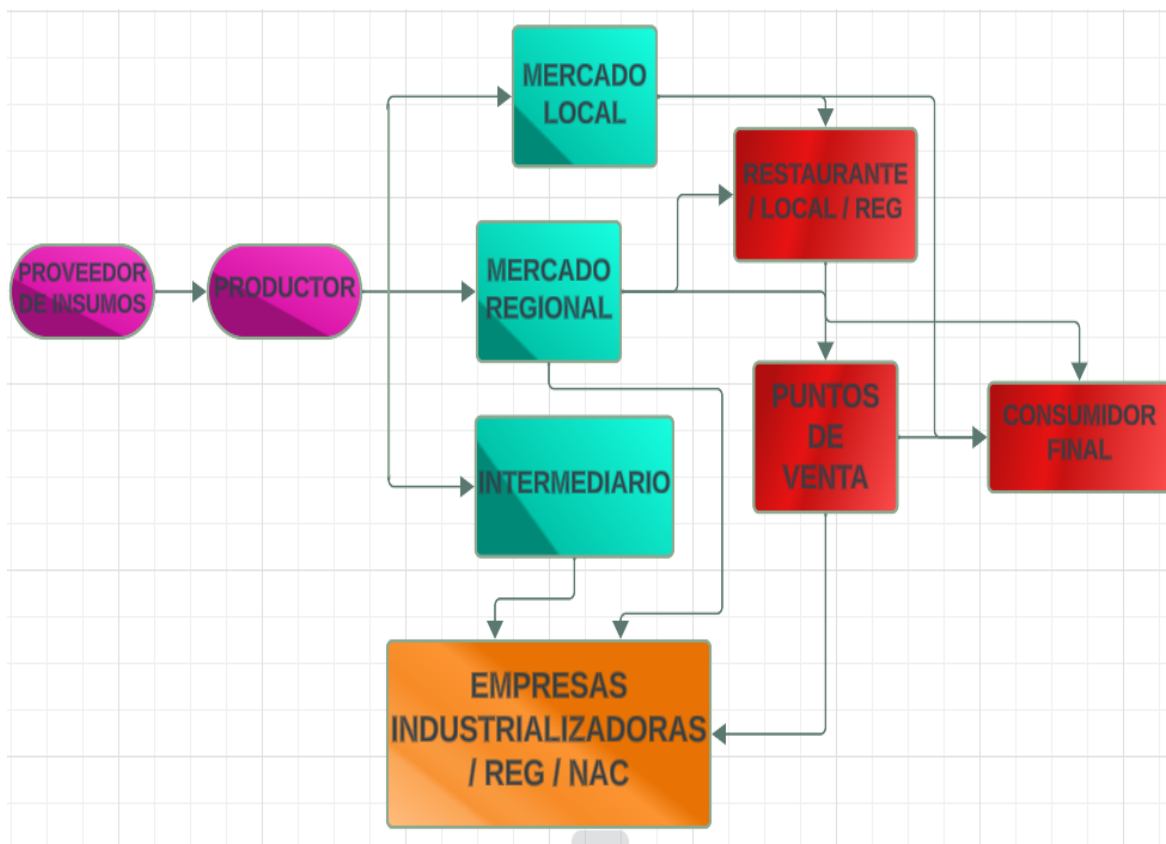 MERCADO
LOCAL
RESTAURANTE
/ LOCAL / REG
PROVEEDOR
DE INSUMOS
PRODUCTOR
MERCADO
REGIONAL
PUNTOS
DE
VENTA
CONSUMIDOR
FINAL
INTERMEDIARIO
EMPRESAS
INDUSTRIALIZADORAS
/ REG / NAC